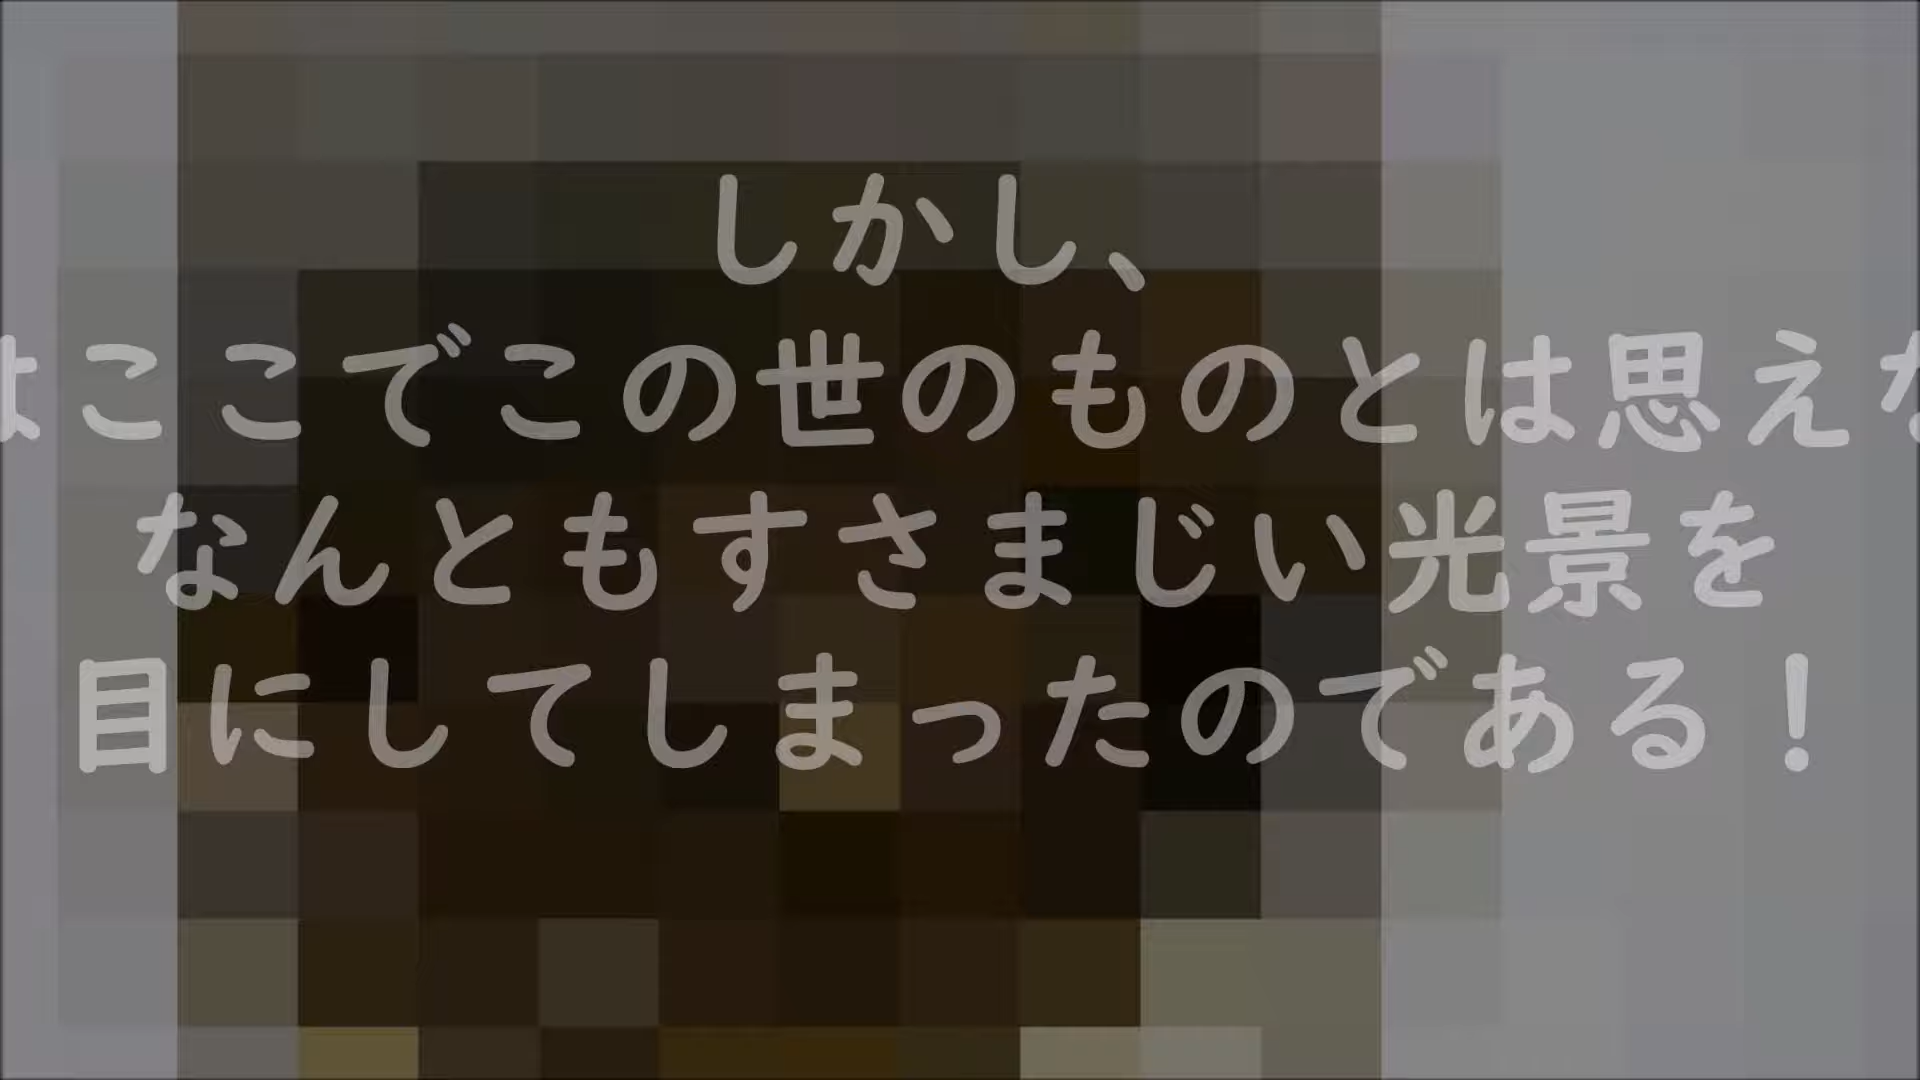 しかし、
はここでこの世のものとは思えな
なんともすさまじい光景を
目にしてしまったのである！